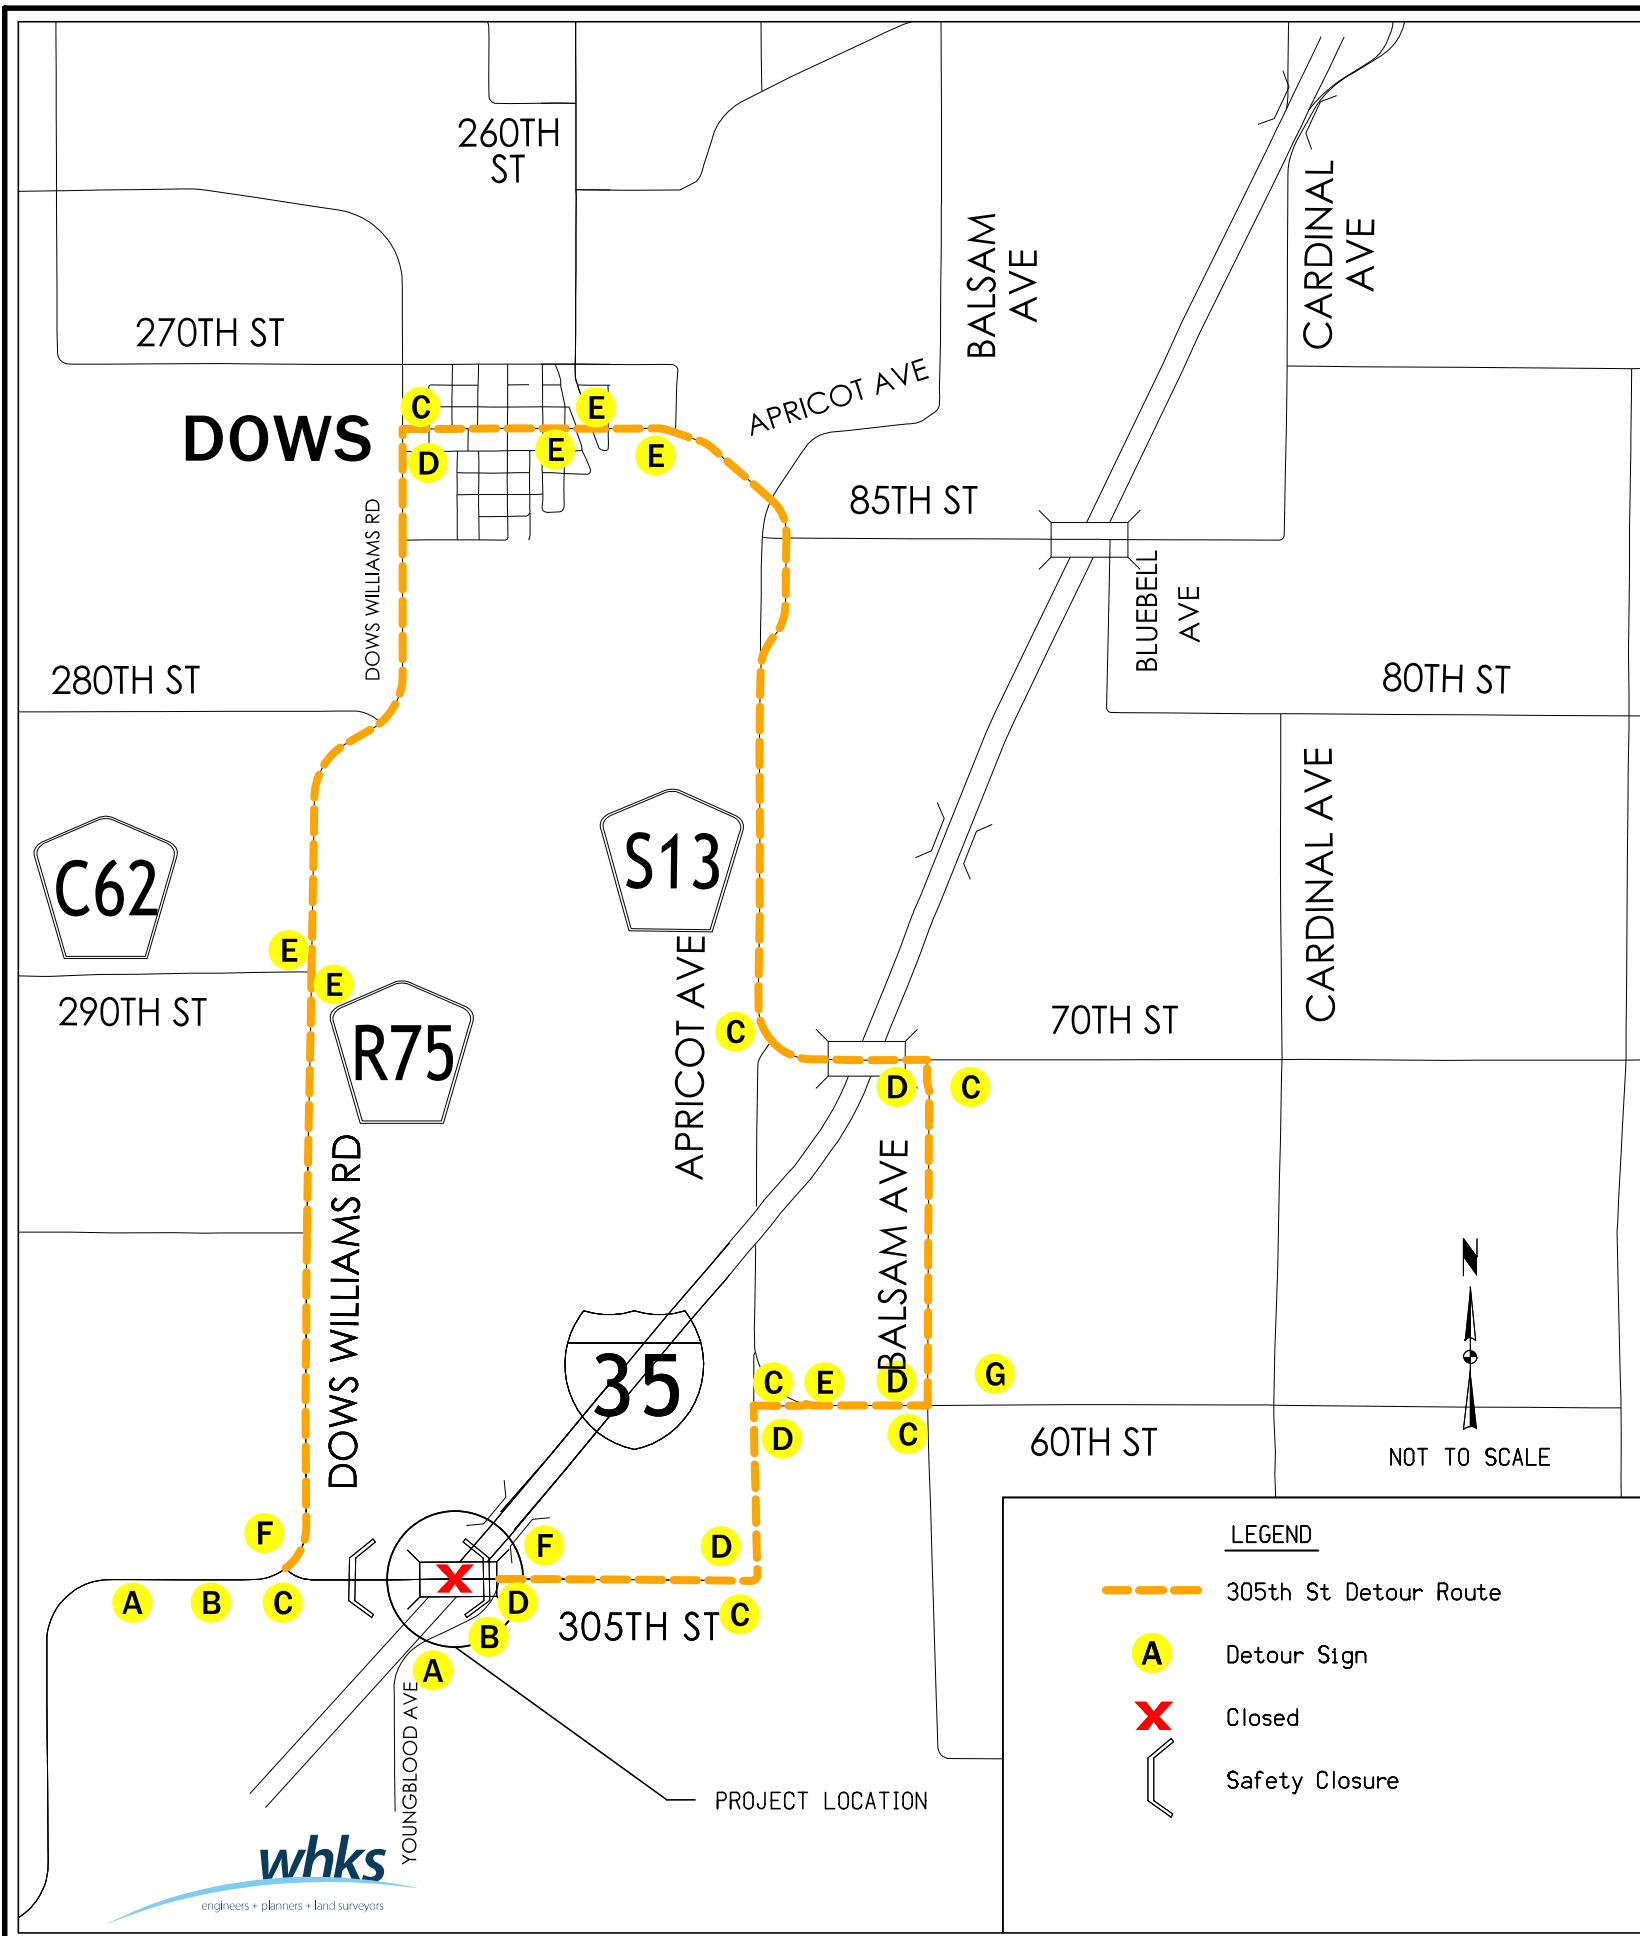 260TH
ST
BALSAM
AVE
CARDINAL
AVE
270TH ST
APRICOT AVE
DOWS
C
E
D
E
E
85TH ST
DOWS WILLIAMS RD
BLUEBELL
AVE
280TH ST
80TH ST
C62
S13
CARDINAL AVE
E
E
290TH ST
R75
APRICOT AVE
C
70TH ST
D
C
DOWS WILLIAMS RD
BALSAM AVE
N
35
C
E
D
G
D
C
60TH ST
NOT TO SCALE
F
F
D
A
B
C
D
B
A
305TH ST
C
YOUNGBLOOD AVE
PROJECT LOCATION
LEGEND
305th St Detour Route
A
Detour Sign
X
Closed
Safety Closure
whks
engineers + planners + land surveyors